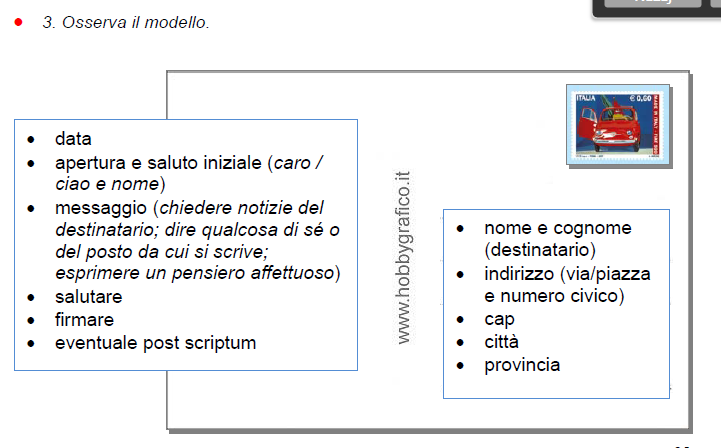 3. Osserva il modello.
ITALIA € 0,60
• data
• apertura e saluto iniziale (caro /
ciao e nome)
• messaggio (chiedere notizie del
destinatario; dire qualcosa di sé o
del posto da cui si scrive;
esprimere un pensiero affettuoso)
• salutare
• firmare
• eventuale post scriptum
www.hobbygrafico.it
• nome e cognome
(destinatario)
• indirizzo (via/piazza
e numero civico)
• cap
• città
• provincia